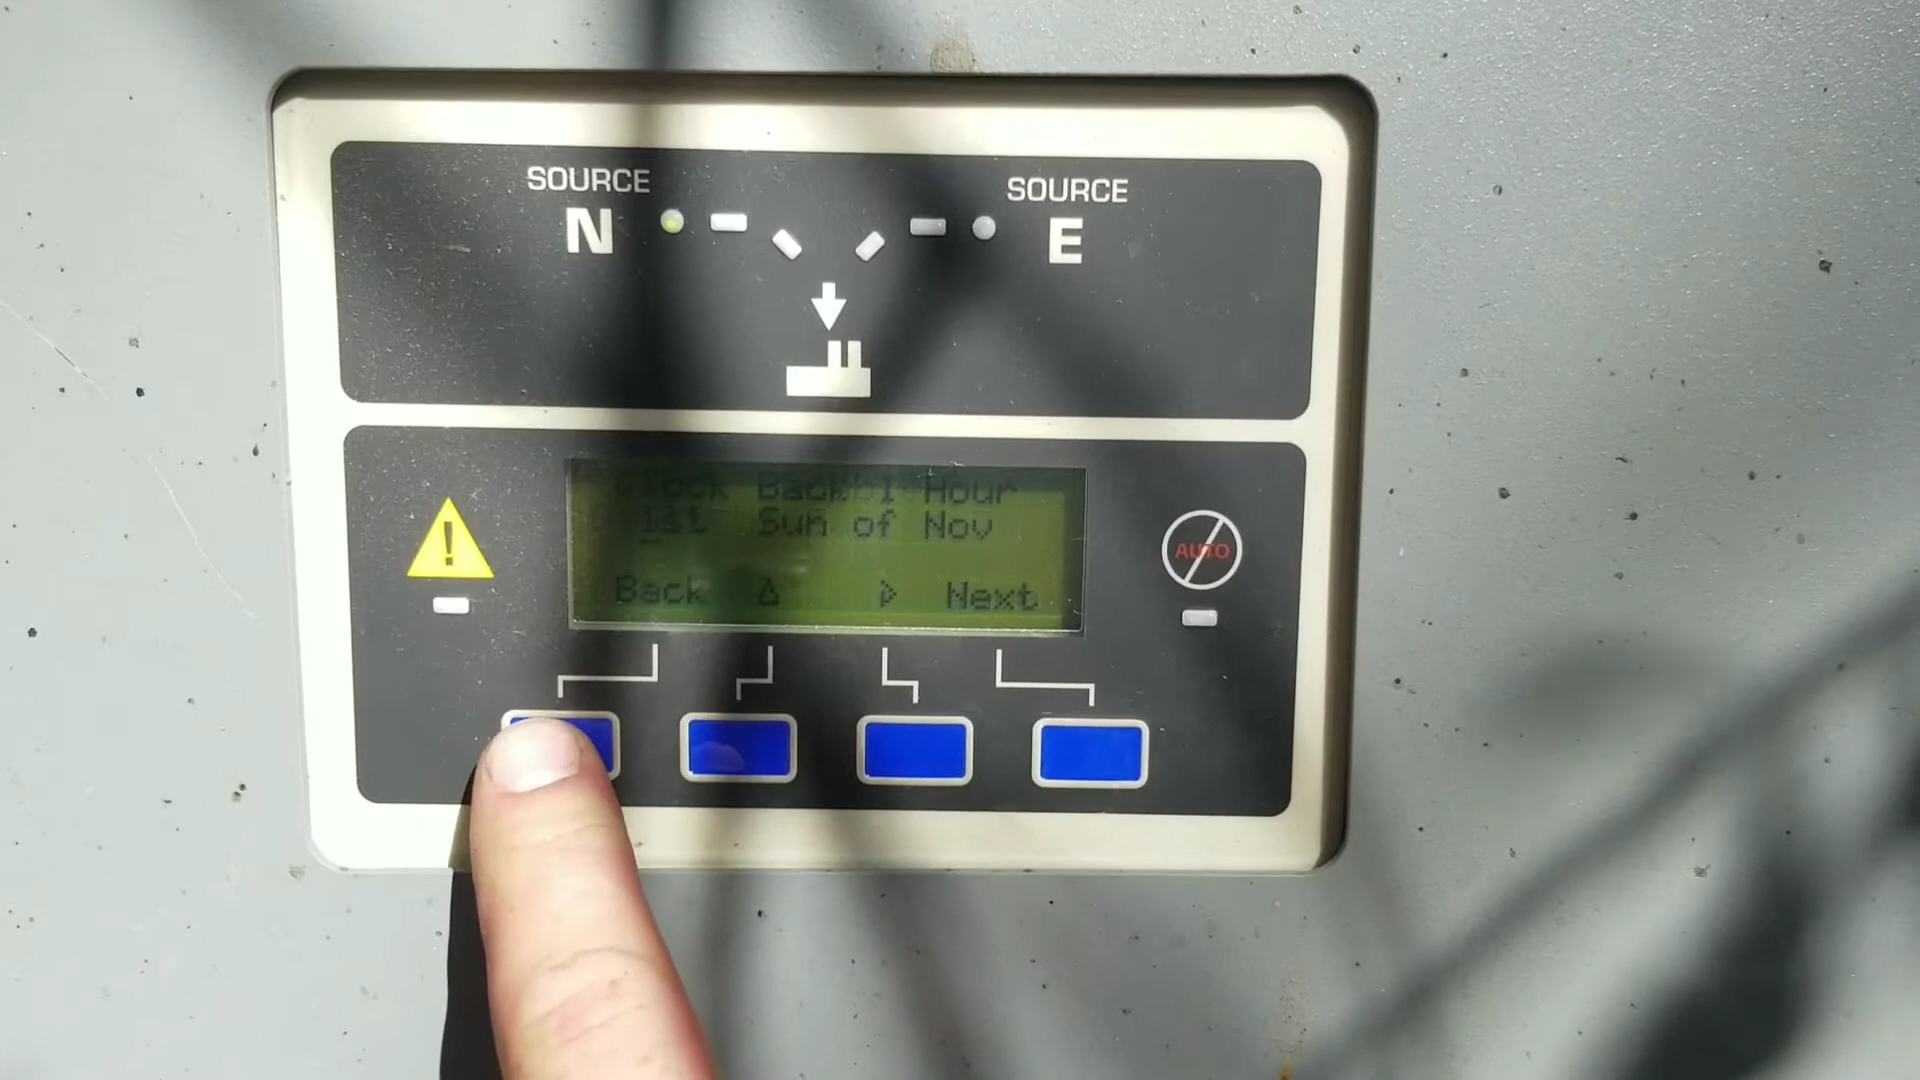 SOURCE
N
SOURCE
E
Clock Back 1 Hour
1st Sun of Nov
Back Δ ▷ Next
!
AUTO